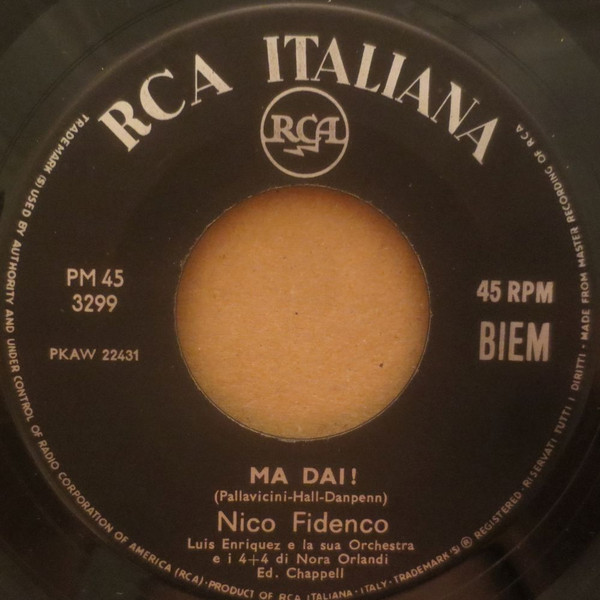 RCA ITALIANA
RCA
PM 45
3299
PKAW 22431
45 RPM
BIEM
MA DAI!
(Pallavicini-Hall-Danpenn)
Nico Fidenco
Luis Enriquez e la sua Orchestra
e i 4+4 di Nora Orlandi
Ed. Chappell
TRADEMARK (S) USED BY AUTHORITY AND UNDER CONTROL OF RADIO CORPORATION OF AMERICA (RCA) · PRODUCT OF RCA ITALIANA · ITALY · TRADEMARK (S) ® REGISTERED · RISERVATI TUTTI I DIRITTI · MADE FROM MASTER RECORDING OF RCA